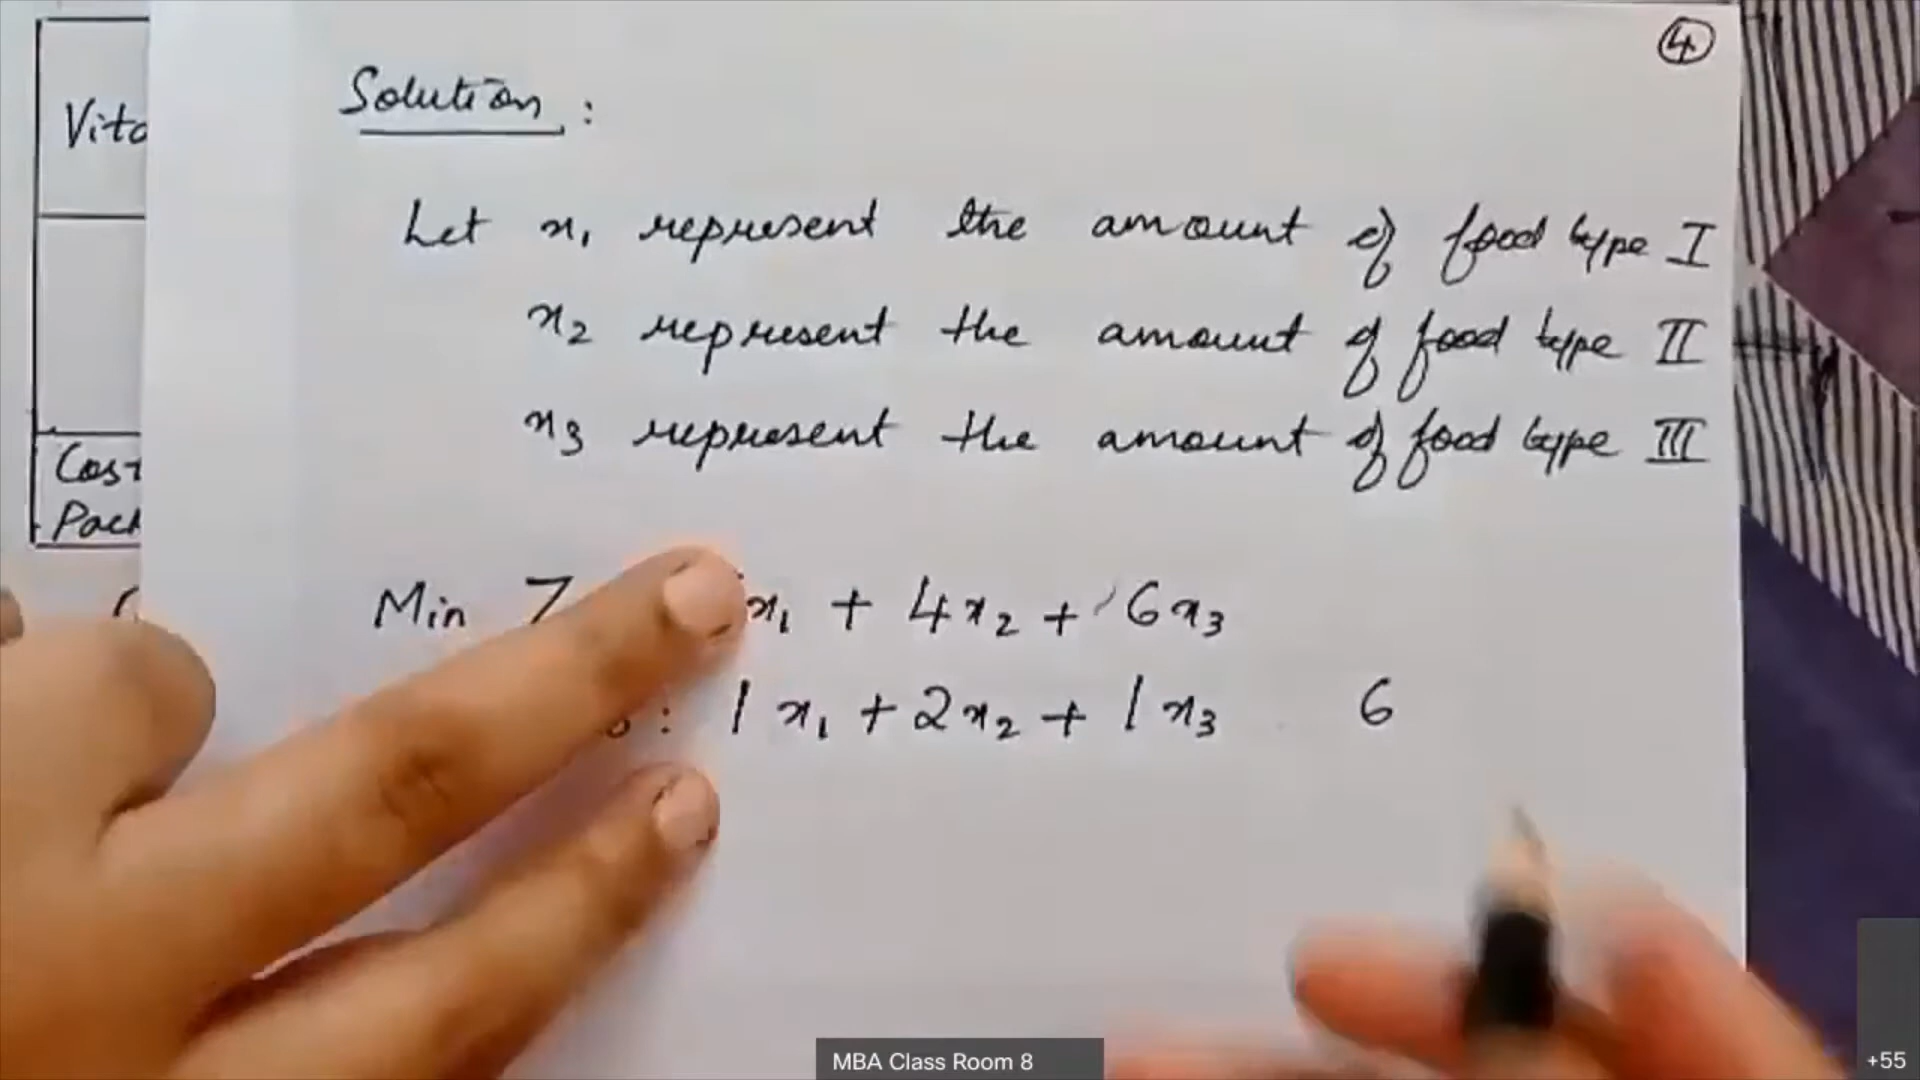 ④
Solution :
Let x₁ represent the amount of food type I
x₂ represent the amount of food type II
x₃ represent the amount of food type III
Min Z x₁ + 4x₂ + 6x₃
: 1x₁ + 2x₂ + 1x₃ 6
Vita
Cost
Pack
MBA Class Room 8
+55